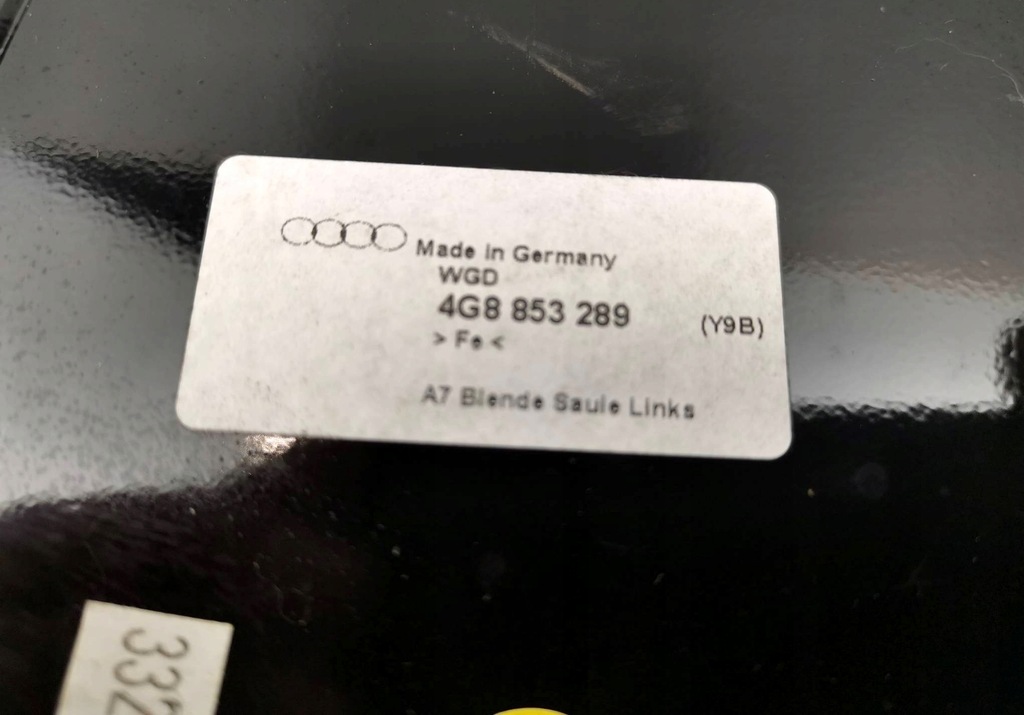 Made in Germany
WGD
4G8 853 289
(Y9B)
> Fe <
A7 Blende Saule Links